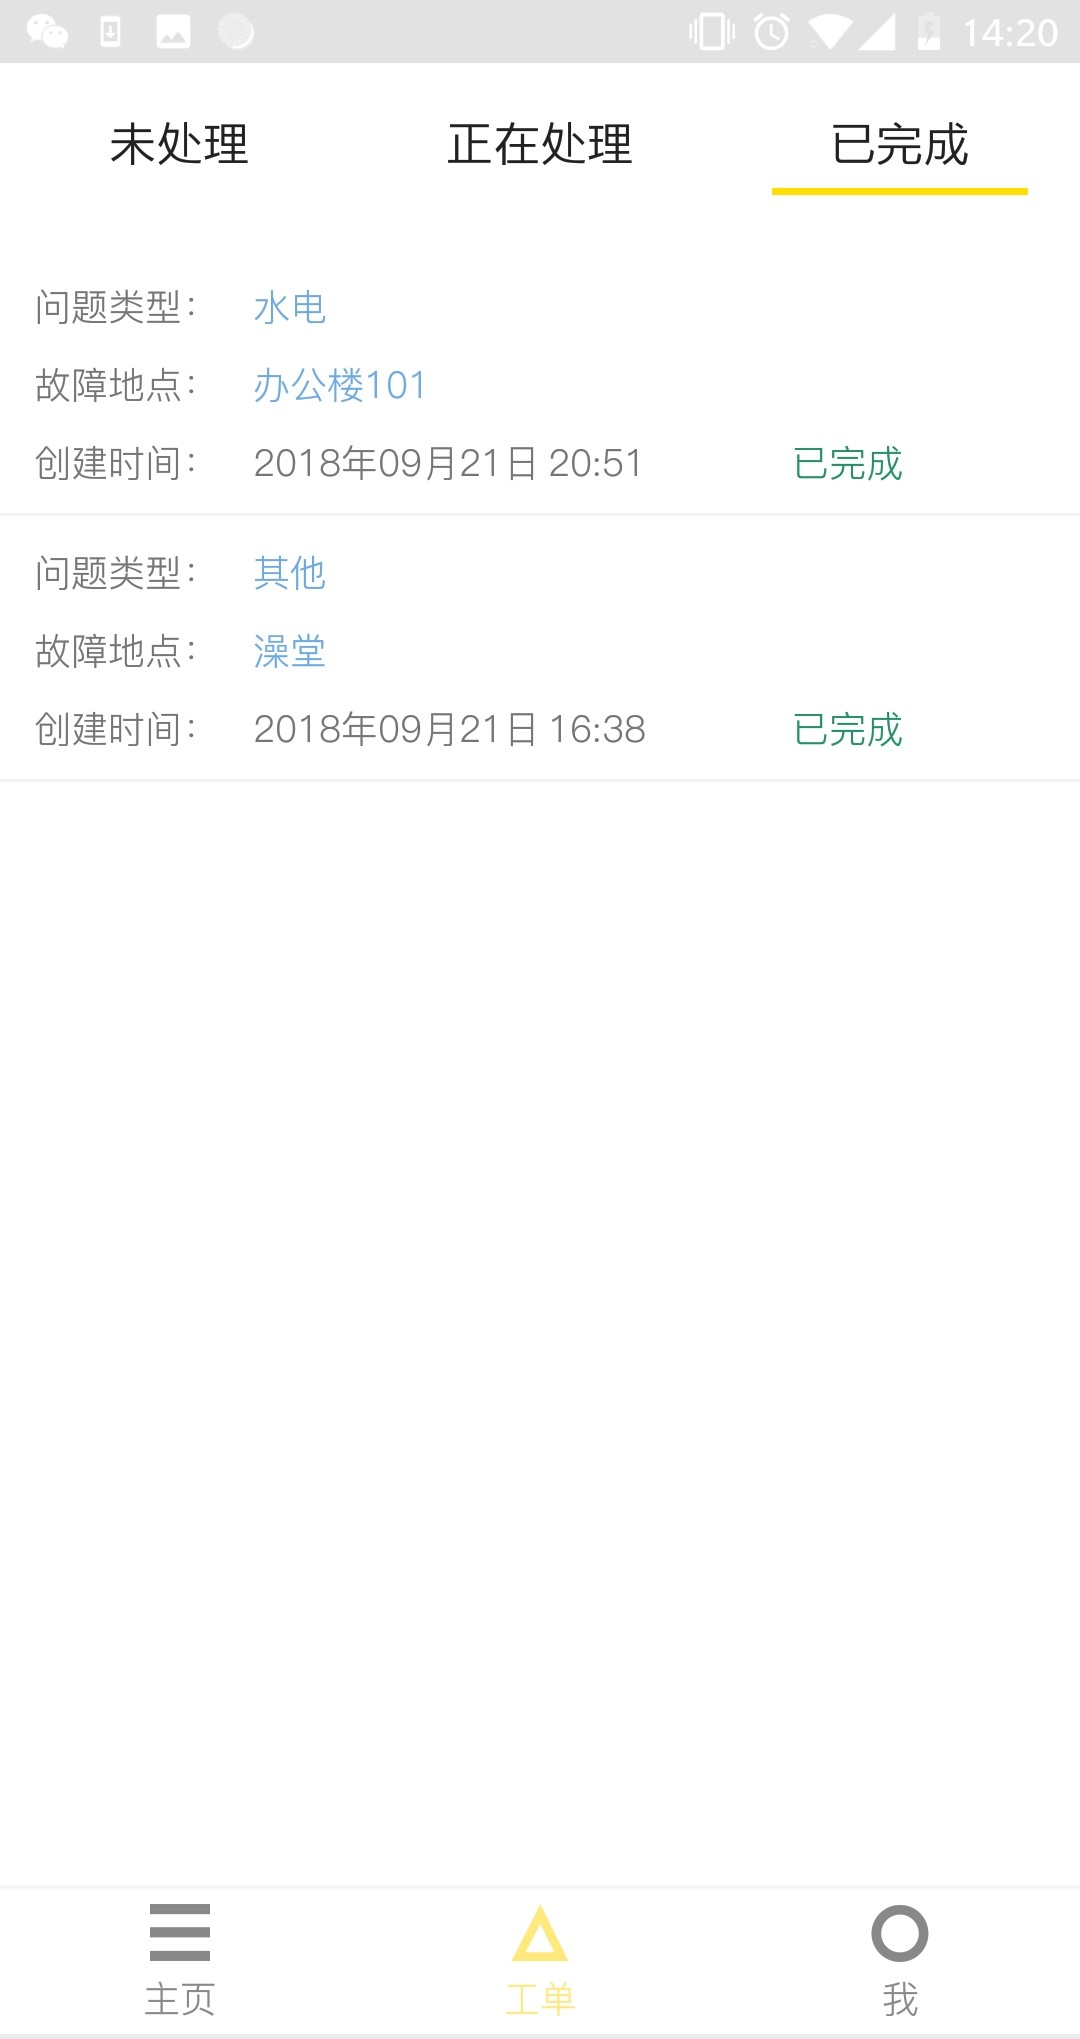 14:20
未处理 正在处理 已完成
问题类型： 水电
故障地点： 办公楼101
创建时间： 2018年09月21日 20:51 已完成
问题类型： 其他
故障地点： 澡堂
创建时间： 2018年09月21日 16:38 已完成
主页 工单 我